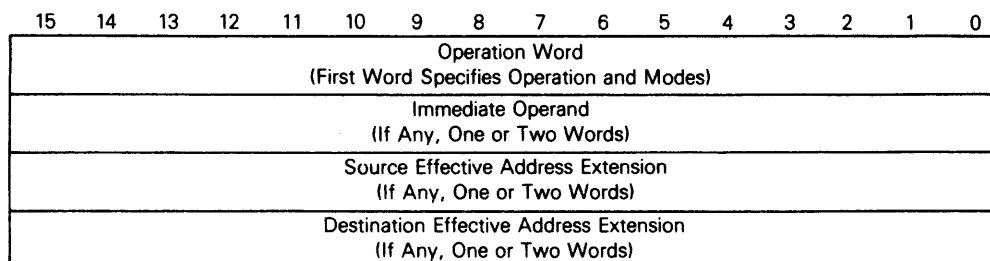 15 14 13 12 11 10 9 8 7 6 5 4 3 2 1 0
Operation Word
(First Word Specifies Operation and Modes)
Immediate Operand
(If Any, One or Two Words)
Source Effective Address Extension
(If Any, One or Two Words)
Destination Effective Address Extension
(If Any, One or Two Words)